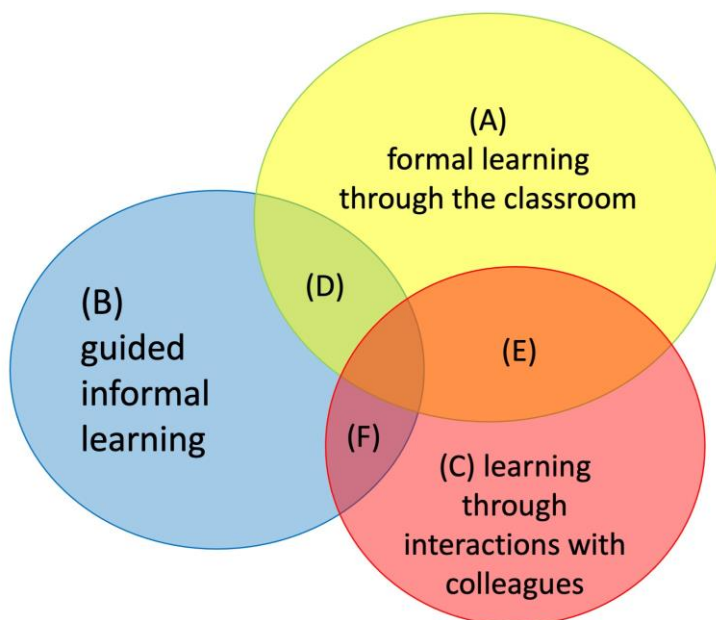 (A)
formal learning
through the classroom
(D)
(B)
guided
informal
learning
(E)
(F)
(C) learning
through
interactions with
colleagues